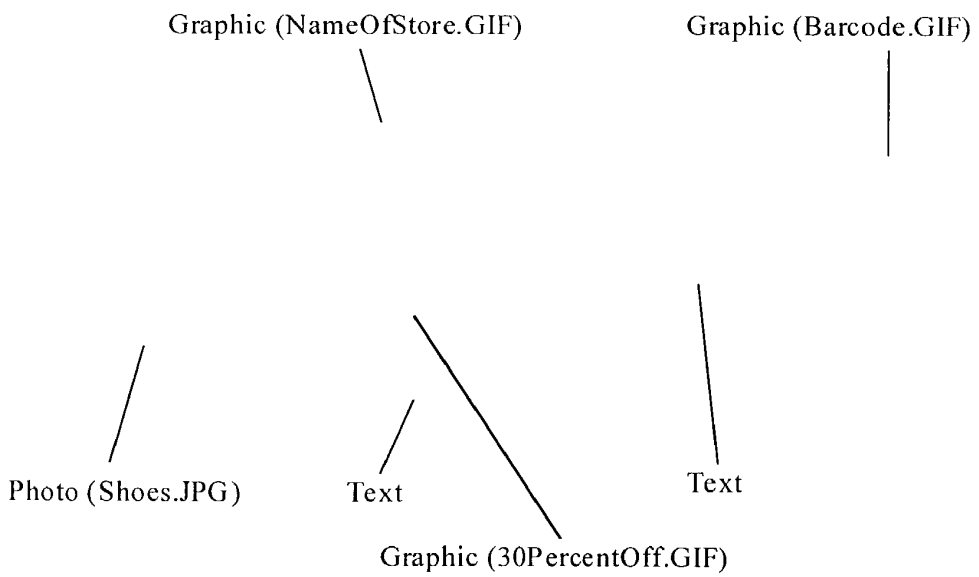 Graphic (NameOfStore.GIF)
Graphic (Barcode.GIF)
Photo (Shoes.JPG)
Text
Text
Graphic (30PercentOff.GIF)